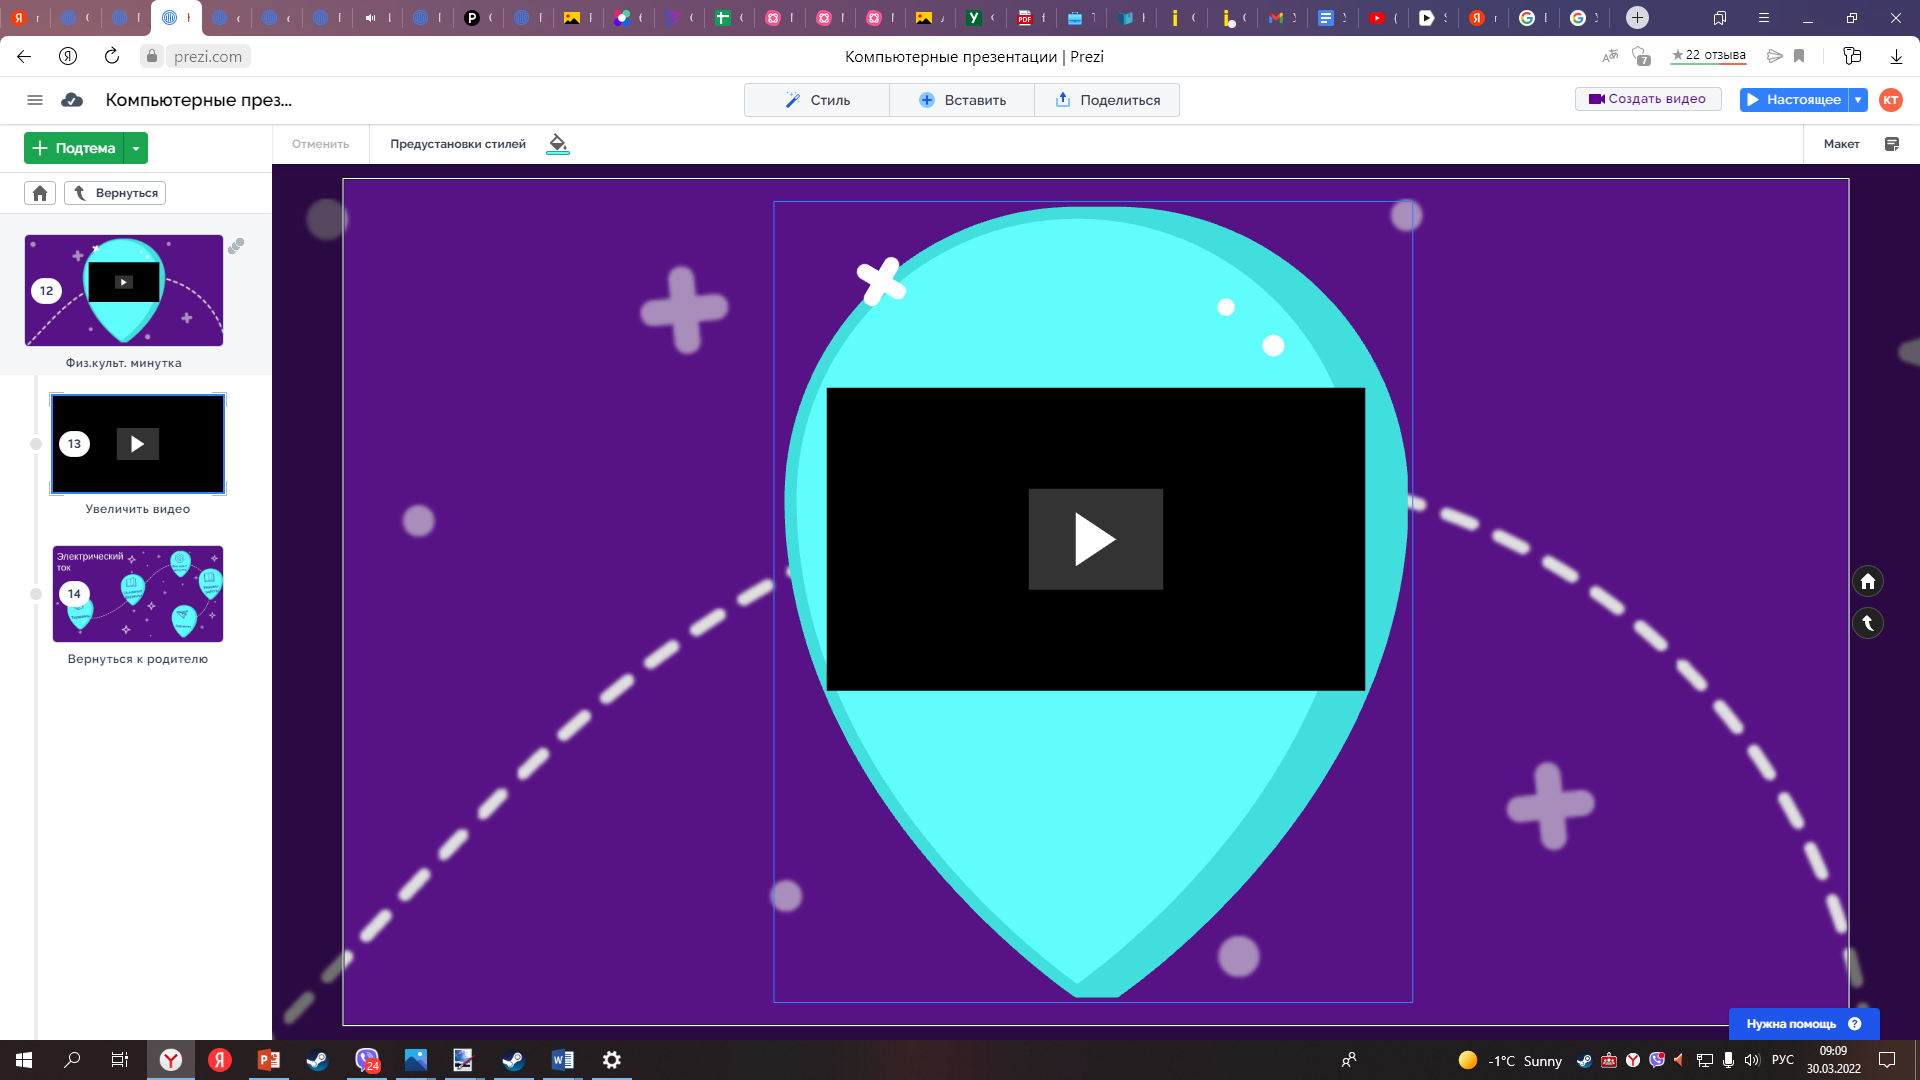 prezi.com
Компьютерные презентации | Prezi
7
★ 22 отзыва
Компьютерные през...
Стиль
Вставить
Поделиться
Создать видео
Настоящее
КТ
Подтема
Отменить
Предустановки стилей
Макет
Вернуться
12
Физ.культ. минутка
13
Увеличить видео
Электрический
ток
14
Вернуться к родителю
Нужна помощь
24
-1°C Sunny
РУС
09:09
30.03.2022